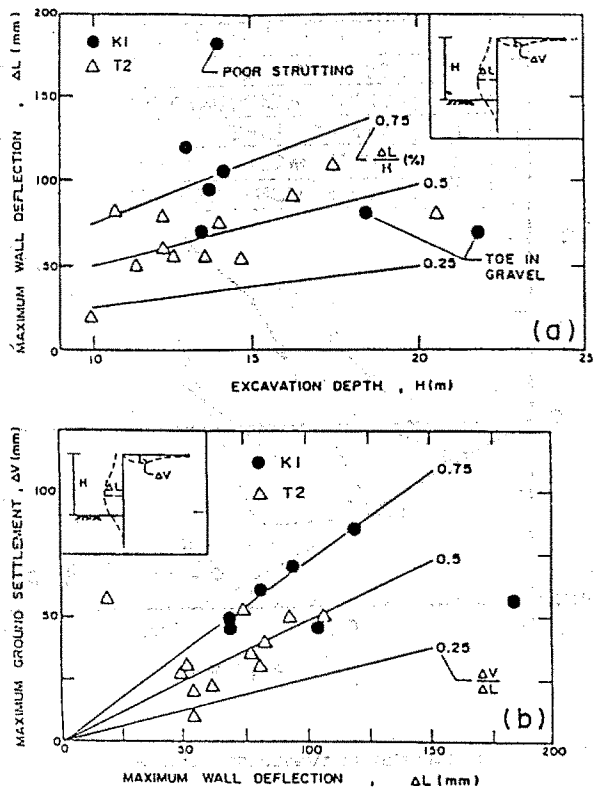 200
150
100
50
0
MAXIMUM WALL DEFLECTION , ΔL (mm)
● K1
△ T2
POOR STRUTTING
H
ΔL
ΔV
0.75
ΔL/H (%)
0.5
0.25
TOE IN
GRAVEL
(a)
10
15
20
25
EXCAVATION DEPTH , H(m)
100
50
0
MAXIMUM GROUND SETTLEMENT , ΔV (mm)
H
ΔL
ΔV
● K1
△ T2
0.75
0.5
0.25
ΔV/ΔL
(b)
50
100
150
200
MAXIMUM WALL DEFLECTION , ΔL (mm)